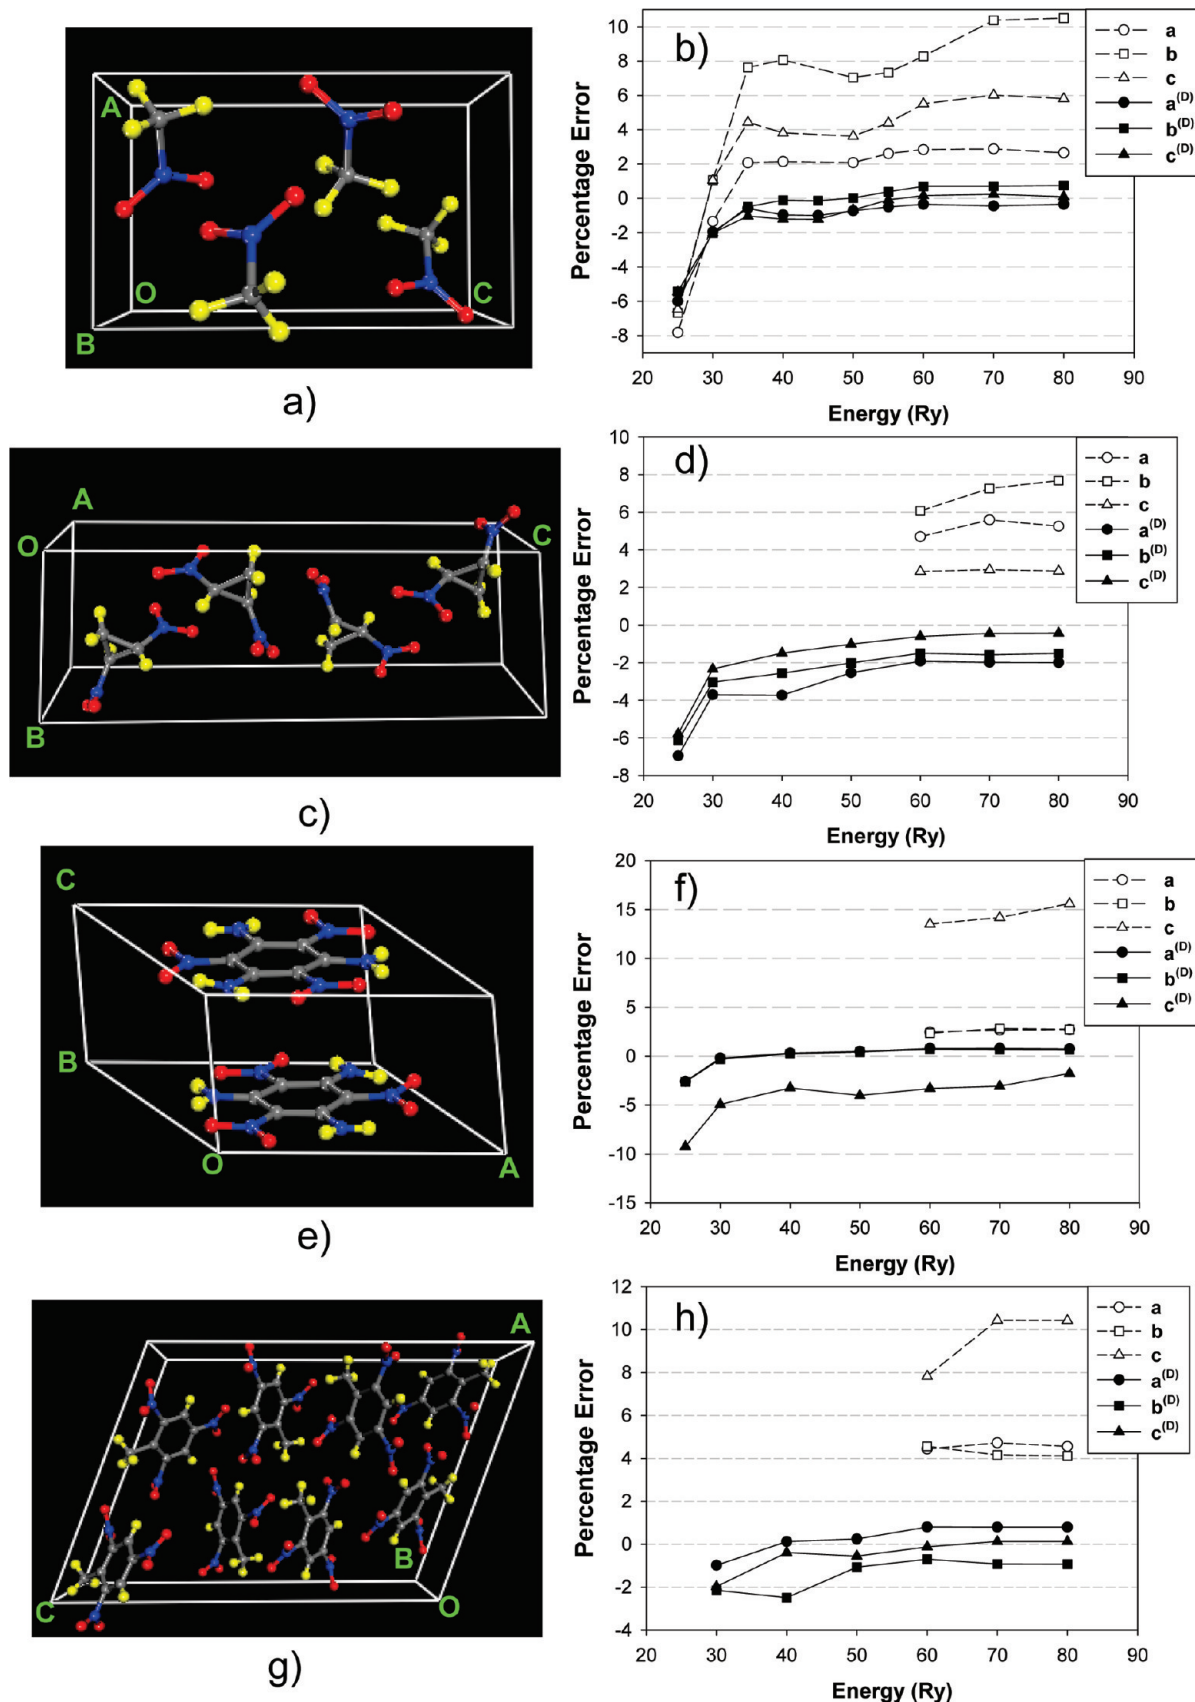 A
O
C
B
a)
b)
10
8
6
4
2
0
-2
-4
-6
-8
Percentage Error
20 30 40 50 60 70 80 90
Energy (Ry)
a
b
c
a(D)
b(D)
c(D)
A
C
O
B
c)
d)
10
8
6
4
2
0
-2
-4
-6
-8
Percentage Error
20 30 40 50 60 70 80 90
Energy (Ry)
a
b
c
a(D)
b(D)
c(D)
C
B
O
A
e)
f)
20
15
10
5
0
-5
-10
-15
Percentage Error
20 30 40 50 60 70 80 90
Energy (Ry)
a
b
c
a(D)
b(D)
c(D)
A
B
C
O
g)
h)
12
10
8
6
4
2
0
-2
-4
Percentage Error
20 30 40 50 60 70 80 90
Energy (Ry)
a
b
c
a(D)
b(D)
c(D)